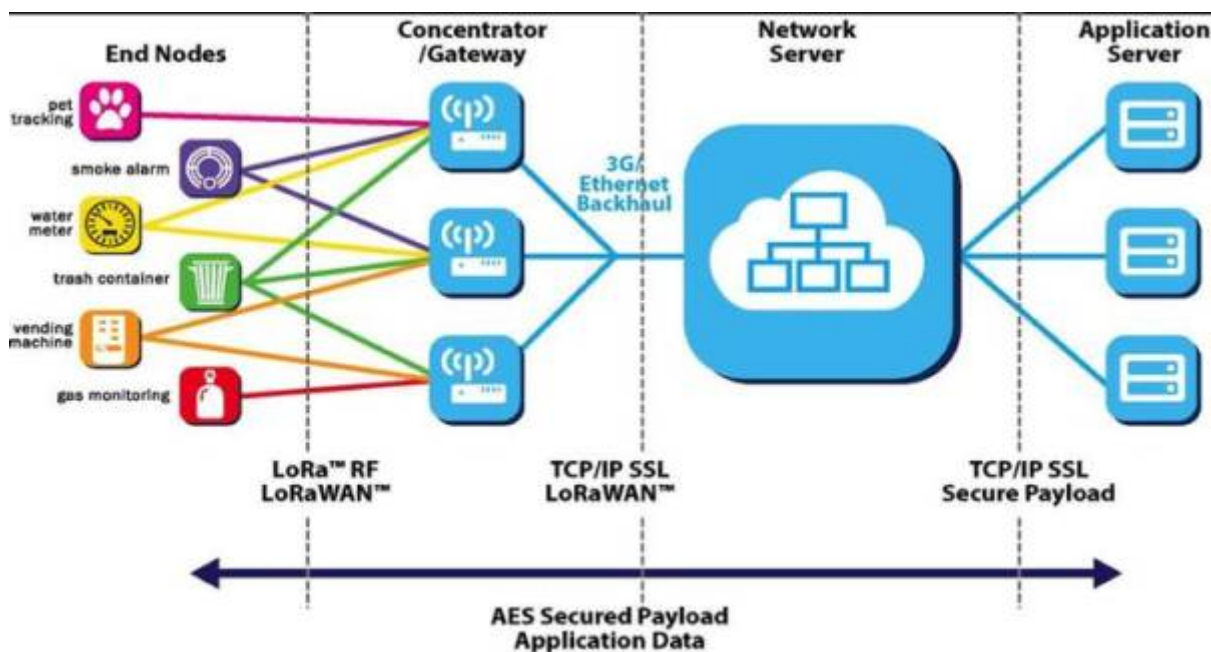 End Nodes
Concentrator
/Gateway
Network
Server
Application
Server
pet
tracking
smoke alarm
water
meter
trash container
vending
machine
gas monitoring
3G/
Ethernet
Backhaul
LoRa™ RF
LoRaWAN™
TCP/IP SSL
LoRaWAN™
TCP/IP SSL
Secure Payload
AES Secured Payload
Application Data